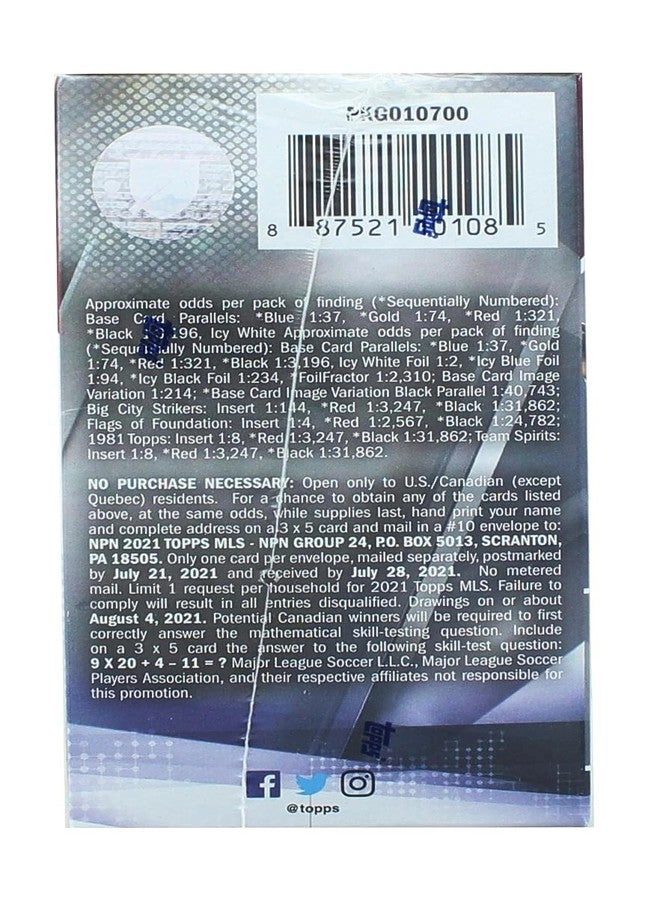 PKG010700
8 87521 0108 5
Approximate odds per pack of finding (*Sequentially Numbered):
Base Card Parallels: *Blue 1:37, *Gold 1:74, *Red 1:321,
*Black 96, Icy White Approximate odds per pack of finding
(*Sequentially Numbered): Base Card Parallels: *Blue 1:37, *Gold
1:74, *Red 1:321, *Black 1:3,196, Icy White Foil 1:2, *Icy Blue Foil
1:94, *Icy Black Foil 1:234, *FoilFractor 1:2,310; Base Card Image
Variation 1:214; *Base Card Image Variation Black Parallel 1:40,743;
Big City Strikers: Insert 1:144, *Red 1:3,247, *Black 1:31,862;
Flags of Foundation: Insert 1:4, *Red 1:2,567, *Black 1:24,782;
1981 Topps: Insert 1:8, *Red 1:3,247, *Black 1:31,862; Team Spirits:
Insert 1:8, *Red 1:3,247, *Black 1:31,862.
NO PURCHASE NECESSARY: Open only to U.S./Canadian (except
Quebec) residents. For a chance to obtain any of the cards listed
above, at the same odds, while supplies last, hand print your name
and complete address on a 3 x 5 card and mail in a #10 envelope to:
NPN 2021 TOPPS MLS - NPN GROUP 24, P.O. BOX 5013, SCRANTON,
PA 18505. Only one card per envelope, mailed separately, postmarked
by July 21, 2021 and received by July 28, 2021. No metered
mail. Limit 1 request per household for 2021 Topps MLS. Failure to
comply will result in all entries disqualified. Drawings on or about
August 4, 2021. Potential Canadian winners will be required to first
correctly answer the mathematical skill-testing question. Include
on a 3 x 5 card the answer to the following skill-test question:
9 X 20 + 4 – 11 = ? Major League Soccer L.L.C., Major League Soccer
Players Association, and their respective affiliates not responsible for
this promotion.
topps
@topps